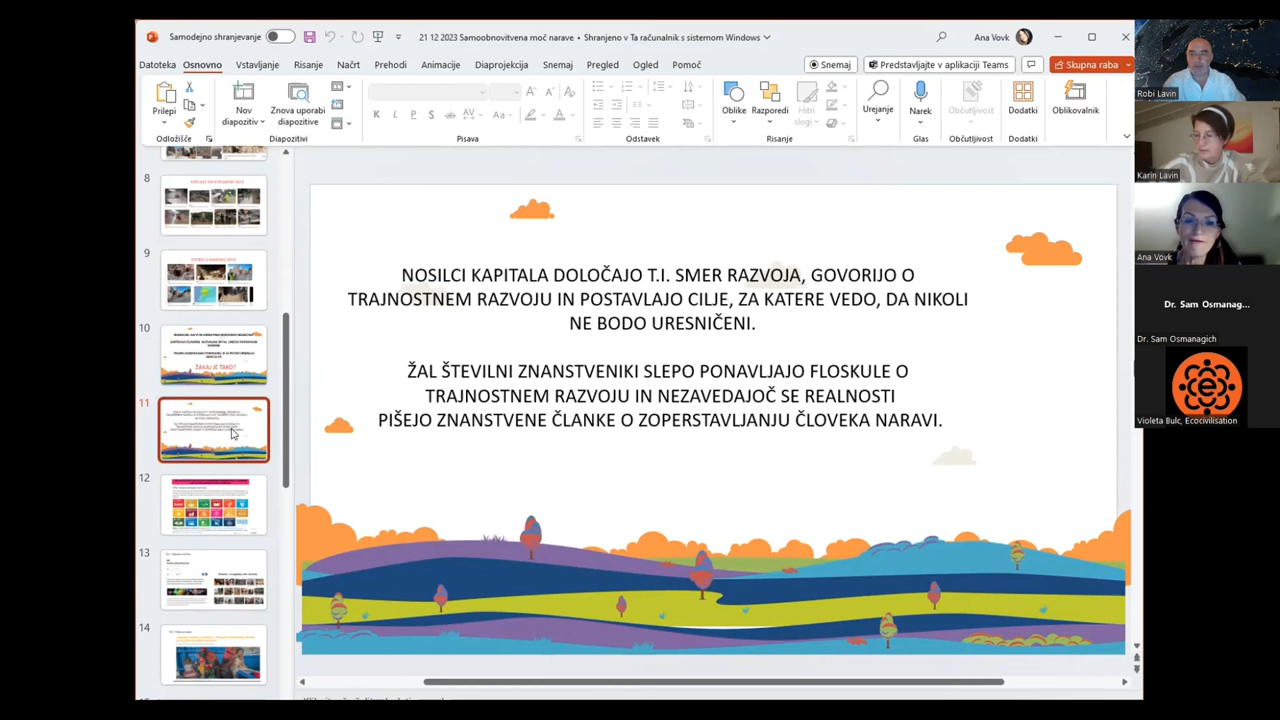 Samodejno shranjevanje
21 12 2023 Samoobnovitvena moč narave • Shranjeno v Ta računalnik s sistemom Windows
Ana Vovk
Datoteka Osnovno Vstavljanje Risanje Načrt Prehodi Animacije Diaprojekcija Snemaj Pregled Ogled Pomoč
Snemaj
Predstavljajte v aplikaciji Teams
Skupna raba
Prilepi
Nov diapozitiv
Znova uporabi diapozitive
Oblike
Razporedi
Hitri slogi
Urejanje
Narek
Občutljivost
Dodatki
Oblikovalnik
Odložišče
Diapozitivi
Pisava
Odstavek
Risanje
Glas
Občutljivost
Dodatki
8
9
10
ZAKAJ JE TAKO?
11
12
13
14
NOSILCI KAPITALA DOLOČAJO T.I. SMER RAZVOJA, GOVORIJO O
TRAJNOSTNEM RAZVOJU IN POSTAVLJAJO CILJE, ZA KATERE VEDO, DA NIKOLI
NE BODO URESNIČENI.
ŽAL ŠTEVILNI ZNANSTVENIKI SLEPO PONAVLJAJO FLOSKULE O
TRAJNOSTNEM RAZVOJU IN NEZAVEDAJOČ SE REALNOSTI
PIŠEJO ZNANSTVENE ČLANKE O ZOPERSTAVLJANJU ČLOVEKA NARAVI.
Robi Lavin
Karin Lavin
Ana Vovk
Dr. Sam Osmanag...
Dr. Sam Osmanagich
Violeta Bulc, Ecocivilisation